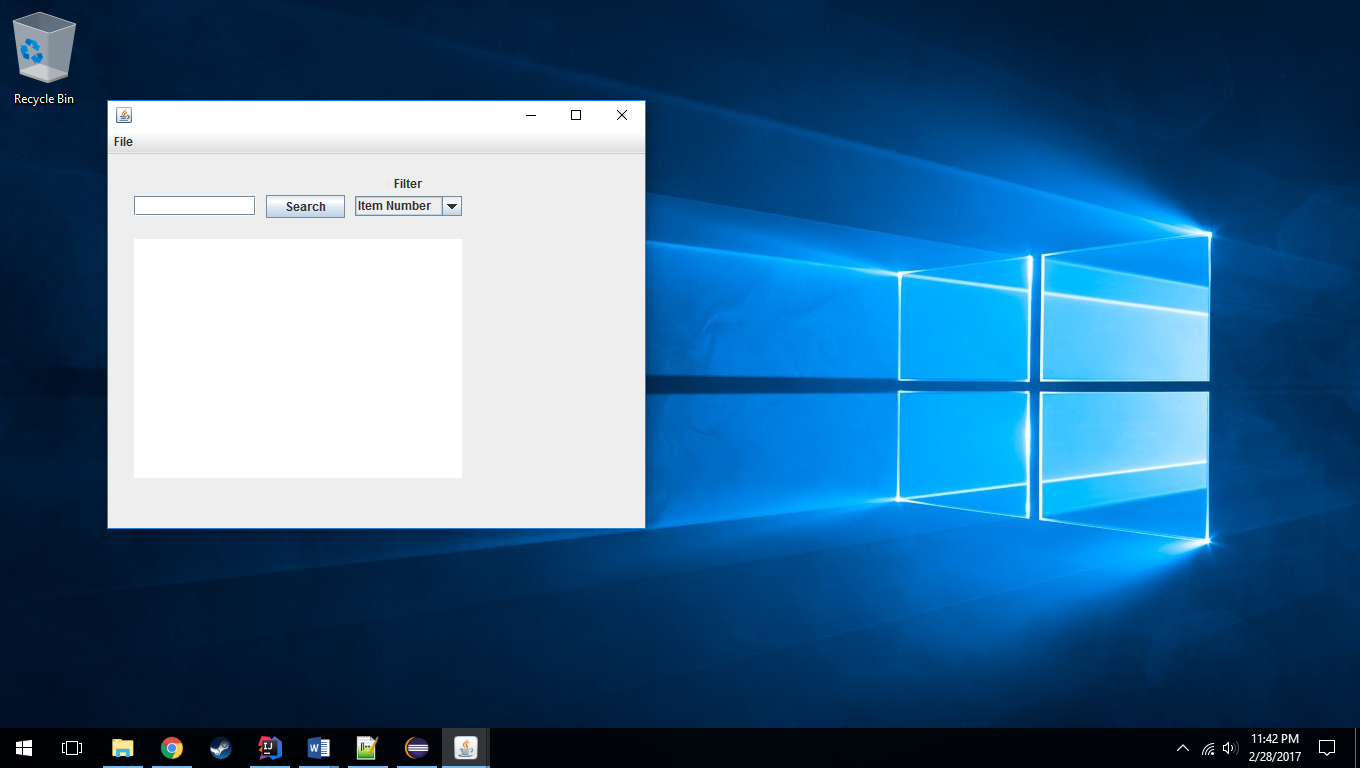 Recycle Bin
File
Filter
Search
Item Number
11:42 PM
2/28/2017